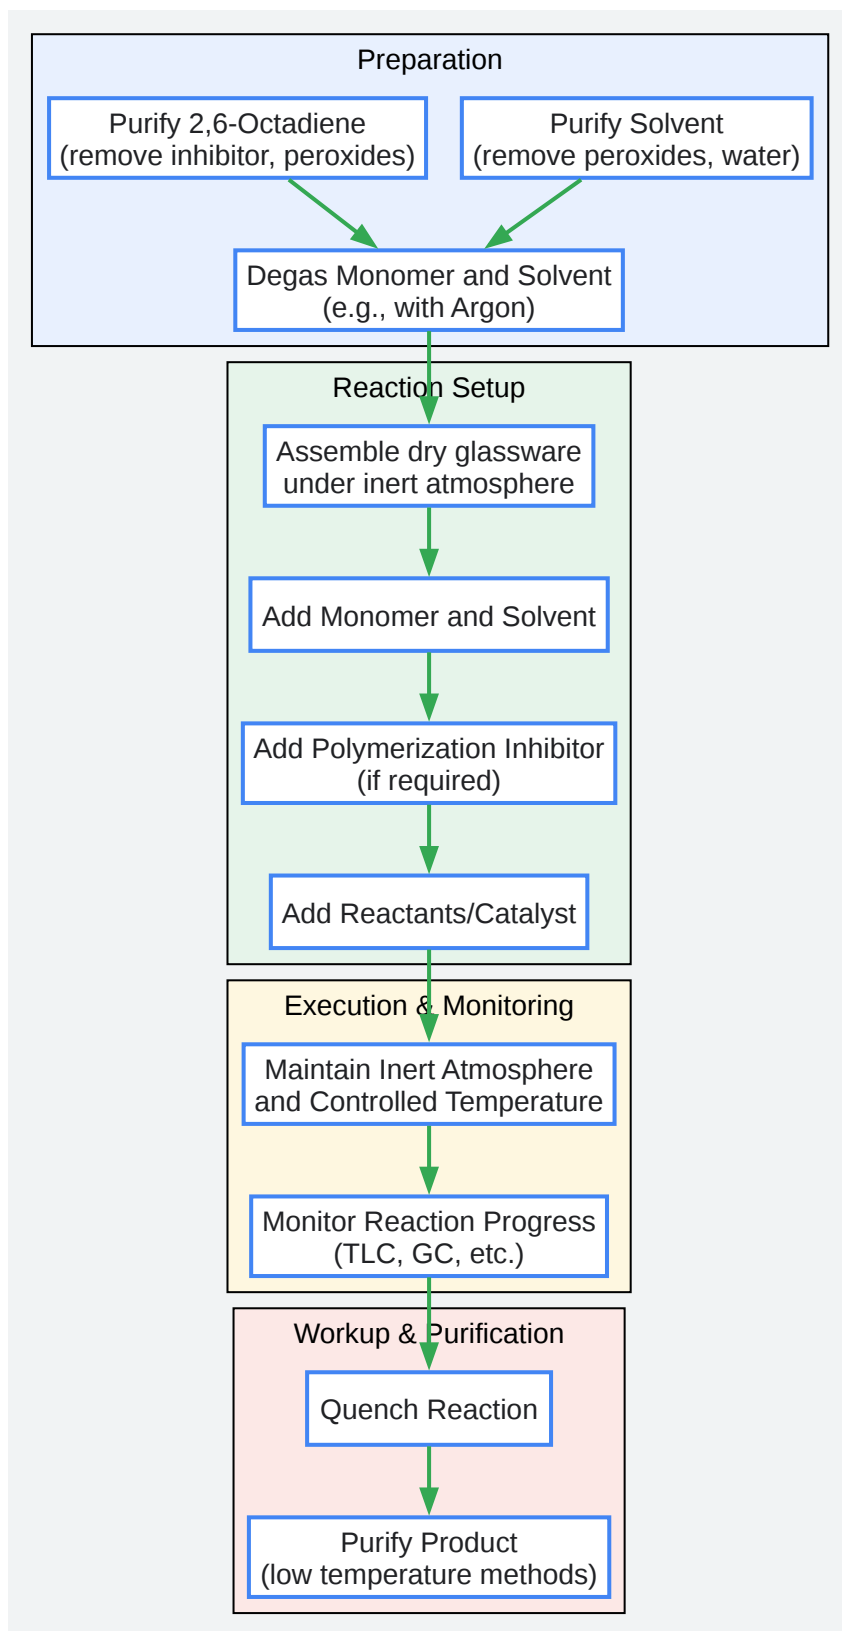 Preparation
Purify 2,6-Octadiene
(remove inhibitor, peroxides)
Purify Solvent
(remove peroxides, water)
Degas Monomer and Solvent
(e.g., with Argon)
Reaction Setup
Assemble dry glassware
under inert atmosphere
Add Monomer and Solvent
Add Polymerization Inhibitor
(if required)
Add Reactants/Catalyst
Execution & Monitoring
Maintain Inert Atmosphere
and Controlled Temperature
Monitor Reaction Progress
(TLC, GC, etc.)
Workup & Purification
Quench Reaction
Purify Product
(low temperature methods)